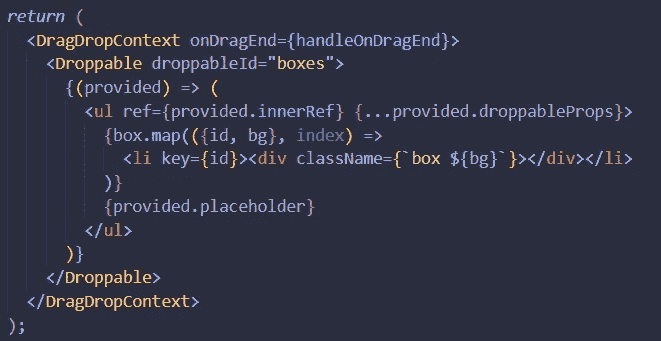 return (
  <DragDropContext onDragEnd={handleOnDragEnd}>
    <Droppable droppableId="boxes">
      {(provided) => (
        <ul ref={provided.innerRef} {...provided.droppableProps}>
          {box.map(({id, bg}, index) =>
            <li key={id}><div className={`box ${bg}`}></div></li>
          )}
          {provided.placeholder}
        </ul>
      )}
    </Droppable>
  </DragDropContext>
);